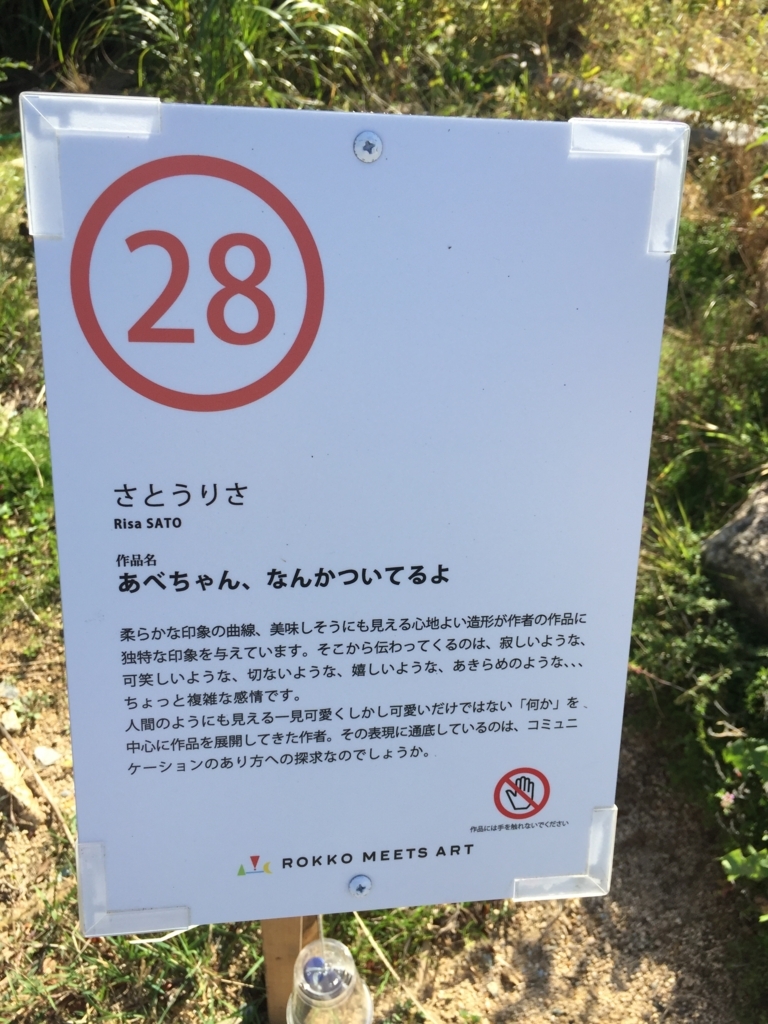 28
さとうりさ
Risa SATO
作品名
あべちゃん、なんかついてるよ
柔らかな印象の曲線、美味しそうにも見える心地よい造形が作者の作品に
独特な印象を与えています。そこから伝わってくるのは、寂しいような、
可笑しいような、切ないような、嬉しいような、あきらめのような、、、
ちょっと複雑な感情です。
人間のようにも見える一見可愛くしかし可愛いだけではない「何か」を
中心に作品を展開してきた作者。その表現に通底しているのは、コミュニ
ケーションのあり方への探求なのでしょうか。
作品には手を触れないでください
ROKKO MEETS ART